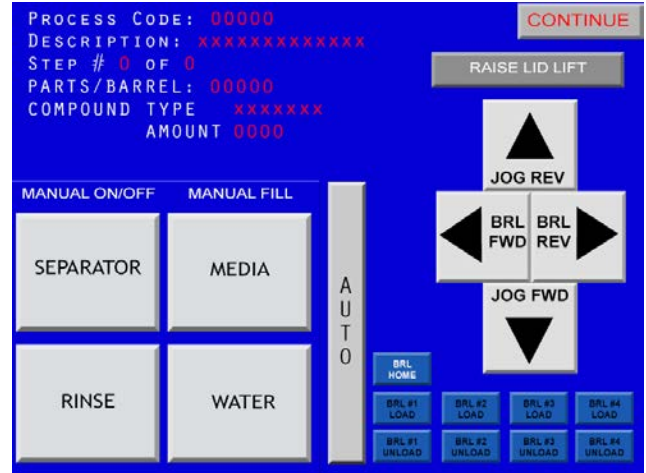 PROCESS CODE: 00000
DESCRIPTION: XXXXXXXXXXXXX
STEP # 0 OF 0
PARTS/BARREL: 00000
COMPOUND TYPE XXXXXXX
AMOUNT 0000
CONTINUE
RAISE LID LIFT
JOG REV
BRL FWD
BRL REV
JOG FWD
MANUAL ON/OFF
MANUAL FILL
SEPARATOR
MEDIA
RINSE
WATER
AUTO
BRL HOME
BRL #1 LOAD
BRL #2 LOAD
BRL #3 LOAD
BRL #4 LOAD
BRL #1 UNLOAD
BRL #2 UNLOAD
BRL #3 UNLOAD
BRL #4 UNLOAD